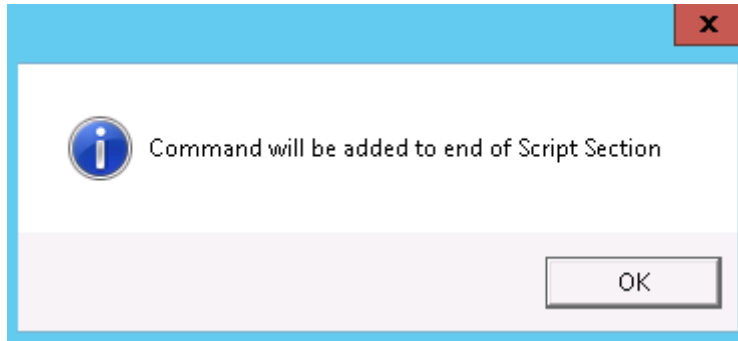 x
Command will be added to end of Script Section
OK